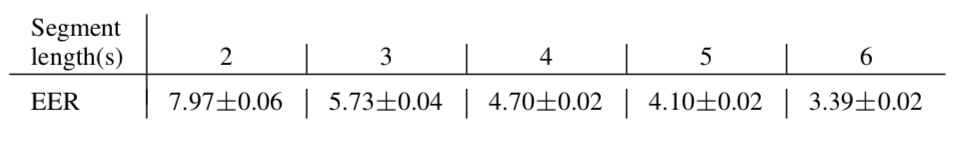 Segment
length(s) 2 3 4 5 6
EER 7.97±0.06 5.73±0.04 4.70±0.02 4.10±0.02 3.39±0.02